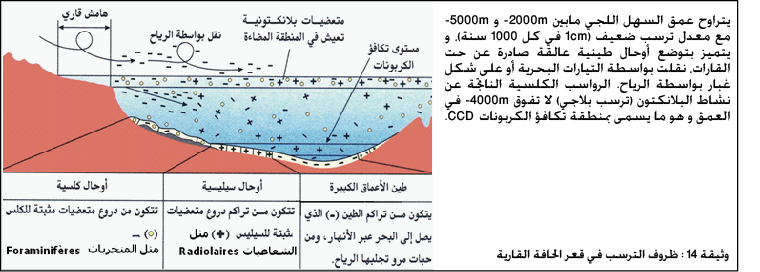 يتراوح عمق السهل اللجي مابين 2000m- و 5000m-
مع معدل ترسب ضعيف (1cm في كل 1000 سنة). و
يتميز بتوضع أوحال طينية عالقة صادرة عن حت
القارات. نقلت بواسطة التيارات البحرية أو على شكل
غبار بواسطة الرياح. الرواسب الكلسية الناتجة عن
نشاط البلانكتون (ترسب بلاجي) لا تفوق 4000m- في
العمق و هو ما يسمى بمنطقة تكافؤ الكربونات CCD.
وثيقة 14 : ظروف الترسب في قعر الحافة القارية
هامش قاري
نقل بواسطة الرياح
متعضيات بلانكتونية
تعيش في المنطقة المضاءة
مستوى تكافؤ
الكربونات
طين الأعماق الكبيرة
يتكون من تراكم الطين (-) الذي
يصل إلى البحر عبر الأنهار، ومن
حبات مرو تجلبها الرياح.
أوحال سيليسية
تتكون مسن تراكم دروع متعضيات
مثبتة للسيليس (+) مثل
الشعاعيات Radiolaires
أوحال كلسية
تتكون من دروع متعضيات مثبتة للكلس
(○) ــ
مثل المنخربات Foraminifères